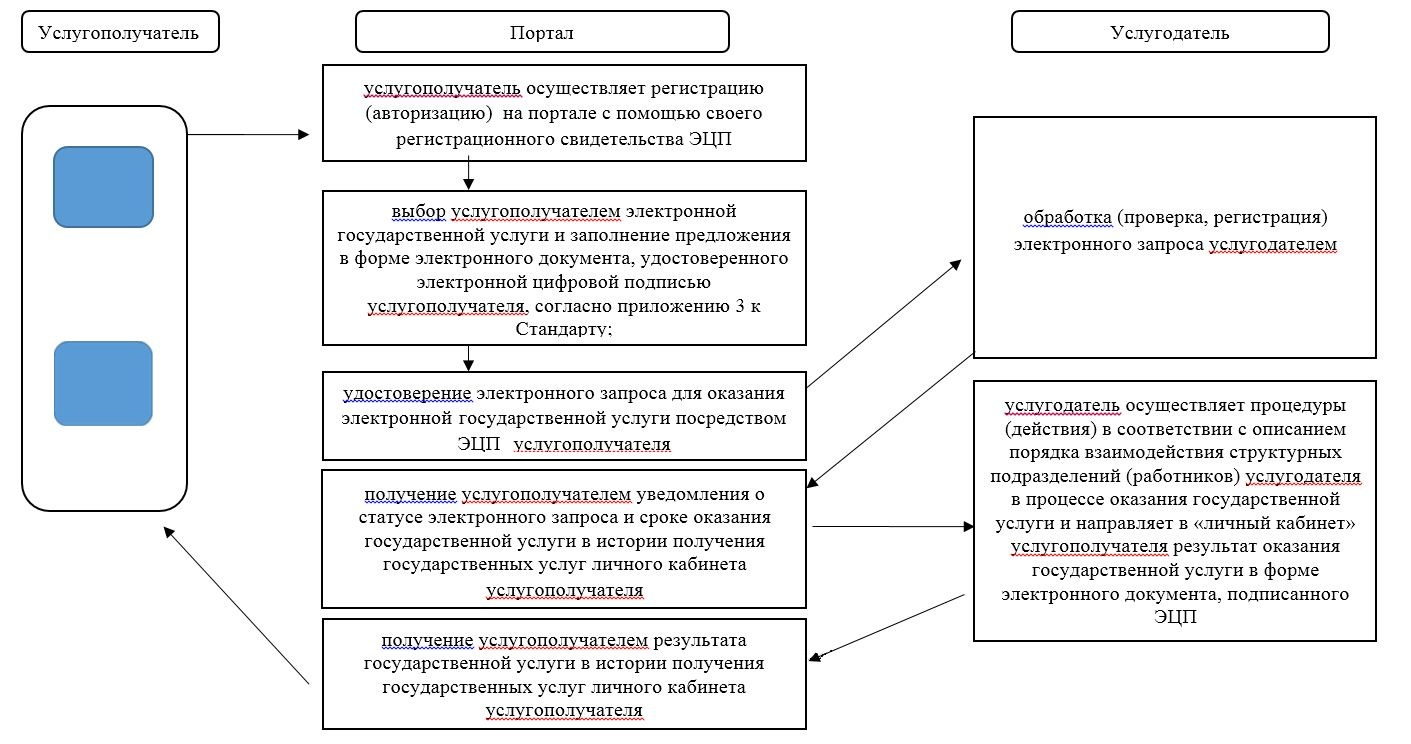 Услугополучатель
Портал
Услугодатель
услугополучатель осуществляет регистрацию
(авторизацию) на портале с помощью своего
регистрационного свидетельства ЭЦП
выбор услугополучателем электронной
государственной услуги и заполнение предложения
в форме электронного документа, удостоверенного
электронной цифровой подписью
услугополучателя, согласно приложению 3 к
Стандарту;
удостоверение электронного запроса для оказания
электронной государственной услуги посредством
ЭЦП услугополучателя
получение услугополучателем уведомления о
статусе электронного запроса и сроке оказания
государственной услуги в истории получения
государственных услуг личного кабинета
услугополучателя
получение услугополучателем результата
государственной услуги в истории получения
государственных услуг личного кабинета
услугополучателя
обработка (проверка, регистрация)
электронного запроса услугодателем
услугодатель осуществляет процедуры
(действия) в соответствии с описанием
порядка взаимодействия структурных
подразделений (работников) услугодателя
в процессе оказания государственной
услуги и направляет в «личный кабинет»
услугополучателя результат оказания
государственной услуги в форме
электронного документа, подписанного
ЭЦП